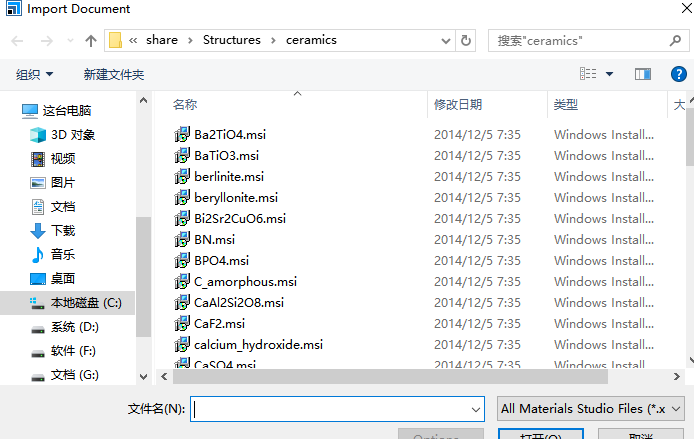 Import Document
« share > Structures > ceramics
搜索"ceramics"
组织 新建文件夹
名称 修改日期 类型 大
这台电脑
3D 对象
视频
图片
文档
下载
音乐
桌面
本地磁盘 (C:)
系统 (D:)
软件 (F:)
文档 (G:)
Ba2TiO4.msi 2014/12/5 7:35 Windows Install...
BaTiO3.msi 2014/12/5 7:35 Windows Install...
berlinite.msi 2014/12/5 7:35 Windows Install...
beryllonite.msi 2014/12/5 7:35 Windows Install...
Bi2Sr2CuO6.msi 2014/12/5 7:35 Windows Install...
BN.msi 2014/12/5 7:35 Windows Install...
BPO4.msi 2014/12/5 7:35 Windows Install...
C_amorphous.msi 2014/12/5 7:35 Windows Install...
CaAl2Si2O8.msi 2014/12/5 7:35 Windows Install...
CaF2.msi 2014/12/5 7:35 Windows Install...
calcium_hydroxide.msi 2014/12/5 7:35 Windows Install...
CaSO4.msi 2014/12/5 7:35 Windows Install...
文件名(N): All Materials Studio Files (*.x
Options... 打开(O) 取消